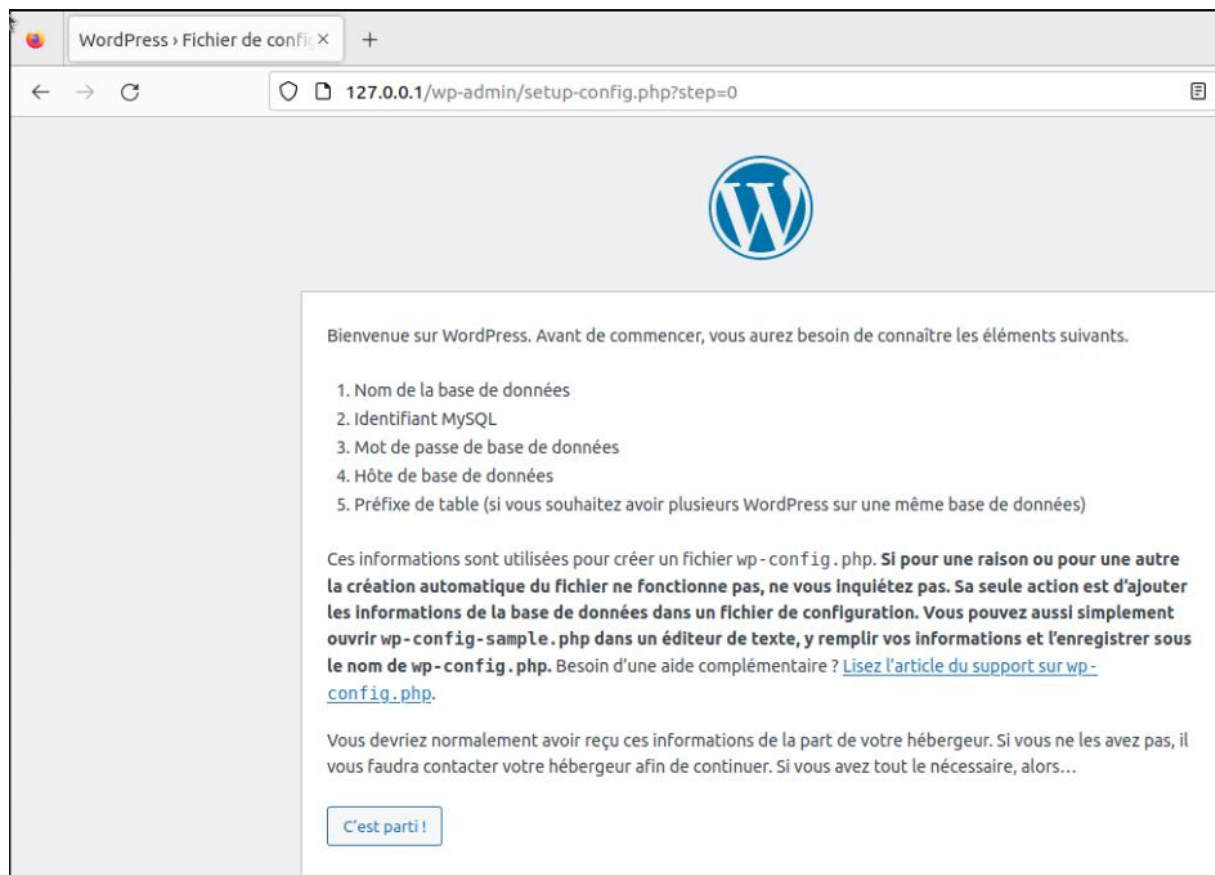 WordPress › Fichier de config
127.0.0.1/wp-admin/setup-config.php?step=0
Bienvenue sur WordPress. Avant de commencer, vous aurez besoin de connaître les éléments suivants.
1. Nom de la base de données
2. Identifiant MySQL
3. Mot de passe de base de données
4. Hôte de base de données
5. Préfixe de table (si vous souhaitez avoir plusieurs WordPress sur une même base de données)
Ces informations sont utilisées pour créer un fichier wp-config.php. Si pour une raison ou pour une autre
la création automatique du fichier ne fonctionne pas, ne vous inquiétez pas. Sa seule action est d’ajouter
les informations de la base de données dans un fichier de configuration. Vous pouvez aussi simplement
ouvrir wp-config-sample.php dans un éditeur de texte, y remplir vos informations et l’enregistrer sous
le nom de wp-config.php. Besoin d’une aide complémentaire ? Lisez l’article du support sur wp-
config.php.
Vous devriez normalement avoir reçu ces informations de la part de votre hébergeur. Si vous ne les avez pas, il
vous faudra contacter votre hébergeur afin de continuer. Si vous avez tout le nécessaire, alors…
C’est parti !